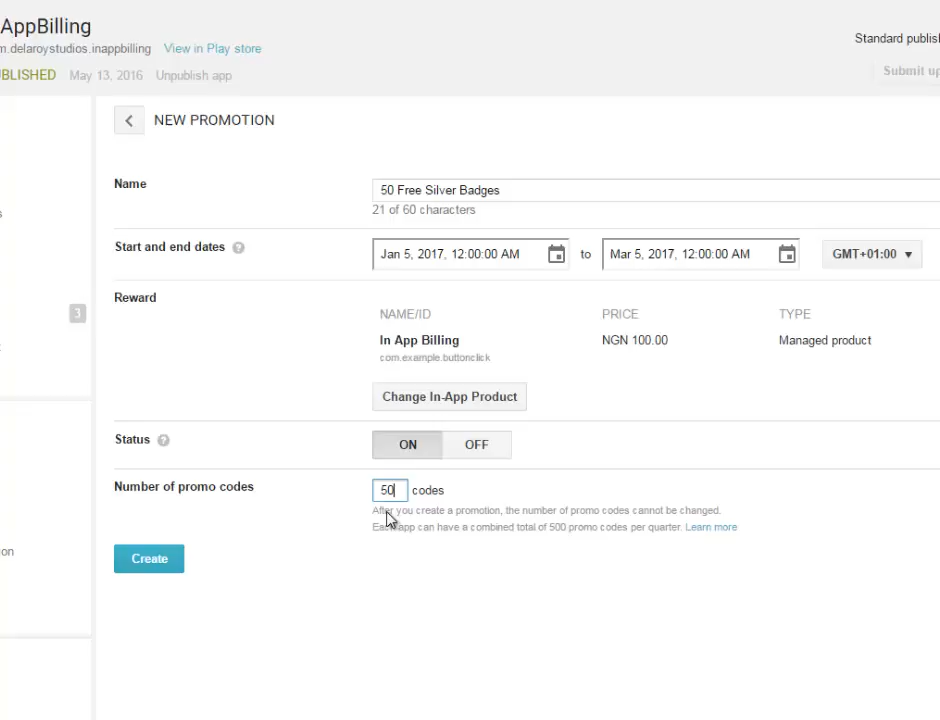 AppBilling
m.delaroystudios.inappbilling View in Play store
Standard publish
BLISHED May 13, 2016 Unpublish app
Submit up
NEW PROMOTION
Name
50 Free Silver Badges
21 of 60 characters
s
Start and end dates ?
Jan 5, 2017, 12:00:00 AM to Mar 5, 2017, 12:00:00 AM GMT+01:00
Reward
3
NAME/ID PRICE TYPE
In App Billing NGN 100.00 Managed product
com.example.buttonclick
Change In-App Product
Status ?
ON OFF
Number of promo codes
50 codes
After you create a promotion, the number of promo codes cannot be changed.
Each app can have a combined total of 500 promo codes per quarter. Learn more
on
Create